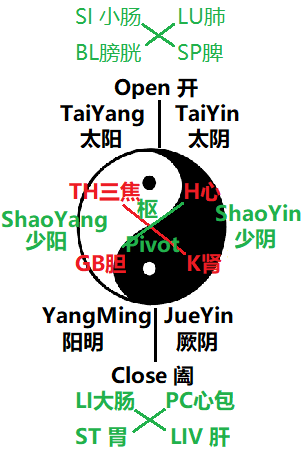 SI 小肠 LU肺
BL膀胱 SP脾
Open 开
TaiYang TaiYin
太阳 太阴
TH三焦 H心
枢
ShaoYang ShaoYin
少阳 少阴
Pivot
GB胆 K肾
YangMing JueYin
阳明 厥阴
Close 阖
LI大肠 PC心包
ST 胃 LIV 肝